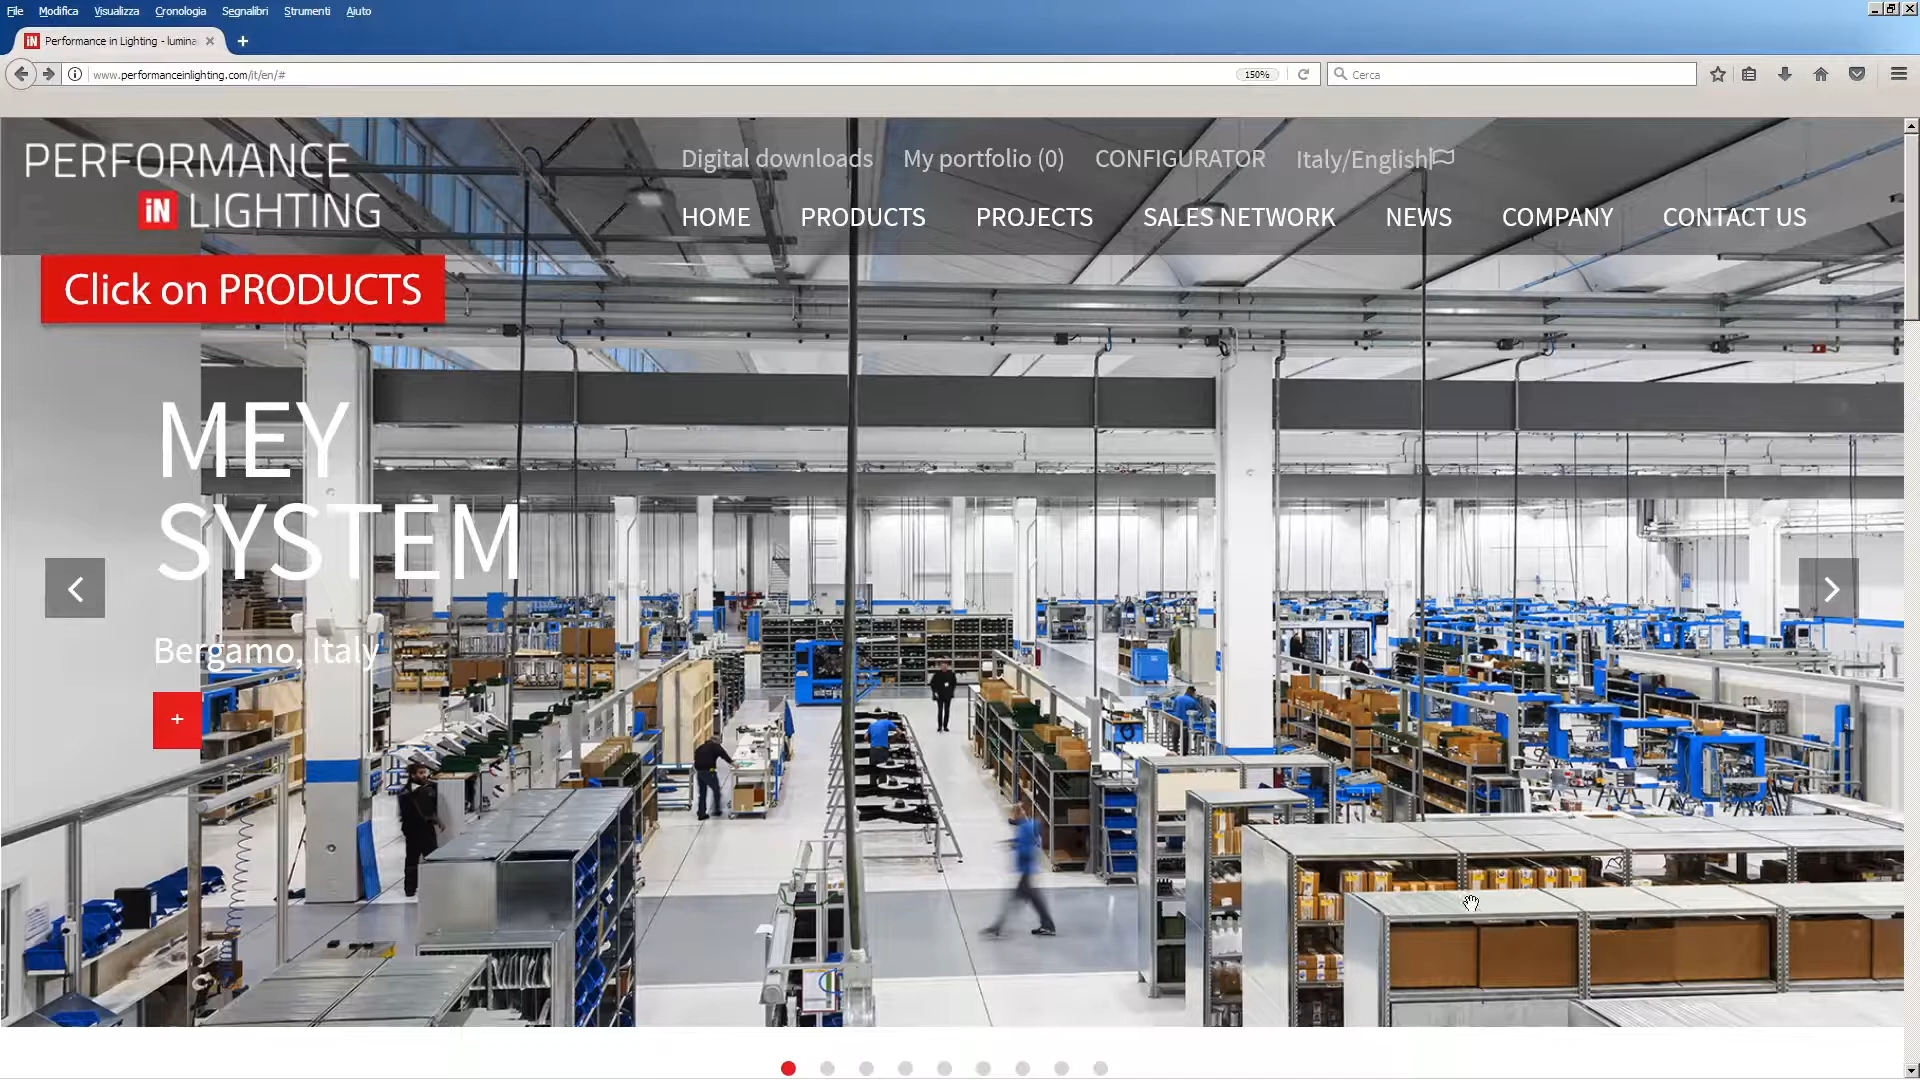 File Modifica Visualizza Cronologia Segnalibri Strumenti Aiuto
iN Performance in Lighting - lumina
www.performanceinlighting.com/it/en/# 150% Cerca
PERFORMANCE
iN LIGHTING
Digital downloads My portfolio (0) CONFIGURATOR Italy/English
HOME PRODUCTS PROJECTS SALES NETWORK NEWS COMPANY CONTACT US
Click on PRODUCTS
MEY
SYSTEM
Bergamo, Italy
+